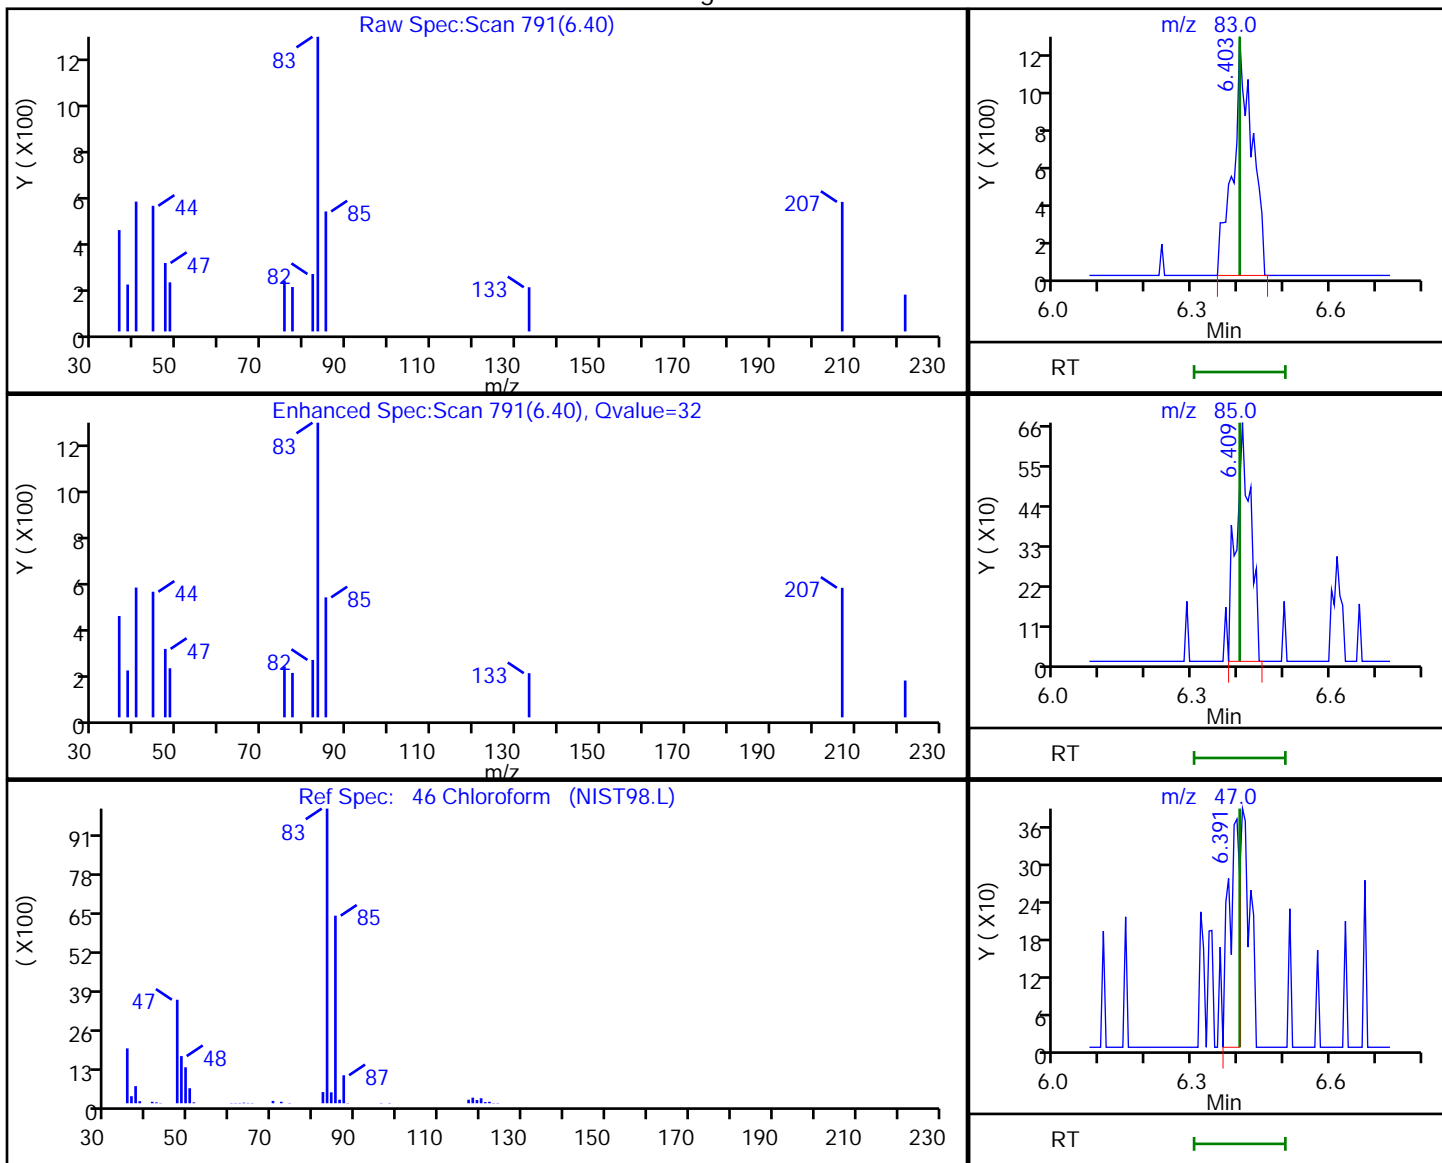 Raw Spec:Scan 791(6.40)
Y ( X100)
12
10
8
6
4
2
0
83
44
47
82
85
133
207
30 50 70 90 110 130 150 170 190 210 230
m/z
m/z 83.0
Y ( X100)
12
10
8
6
4
2
0
6.403
6.0 6.3 6.6
Min
RT
Enhanced Spec:Scan 791(6.40), Qvalue=32
Y ( X100)
12
10
8
6
4
2
0
83
44
47
82
85
133
207
30 50 70 90 110 130 150 170 190 210 230
m/z
m/z 85.0
Y ( X10)
66
55
44
33
22
11
0
6.409
6.0 6.3 6.6
Min
RT
Ref Spec: 46 Chloroform (NIST98.L)
( X100)
91
78
65
52
39
26
13
0
83
85
47
48
87
30 50 70 90 110 130 150 170 190 210 230
m/z 47.0
Y ( X10)
36
30
24
18
12
6
0
6.391
6.0 6.3 6.6
Min
RT